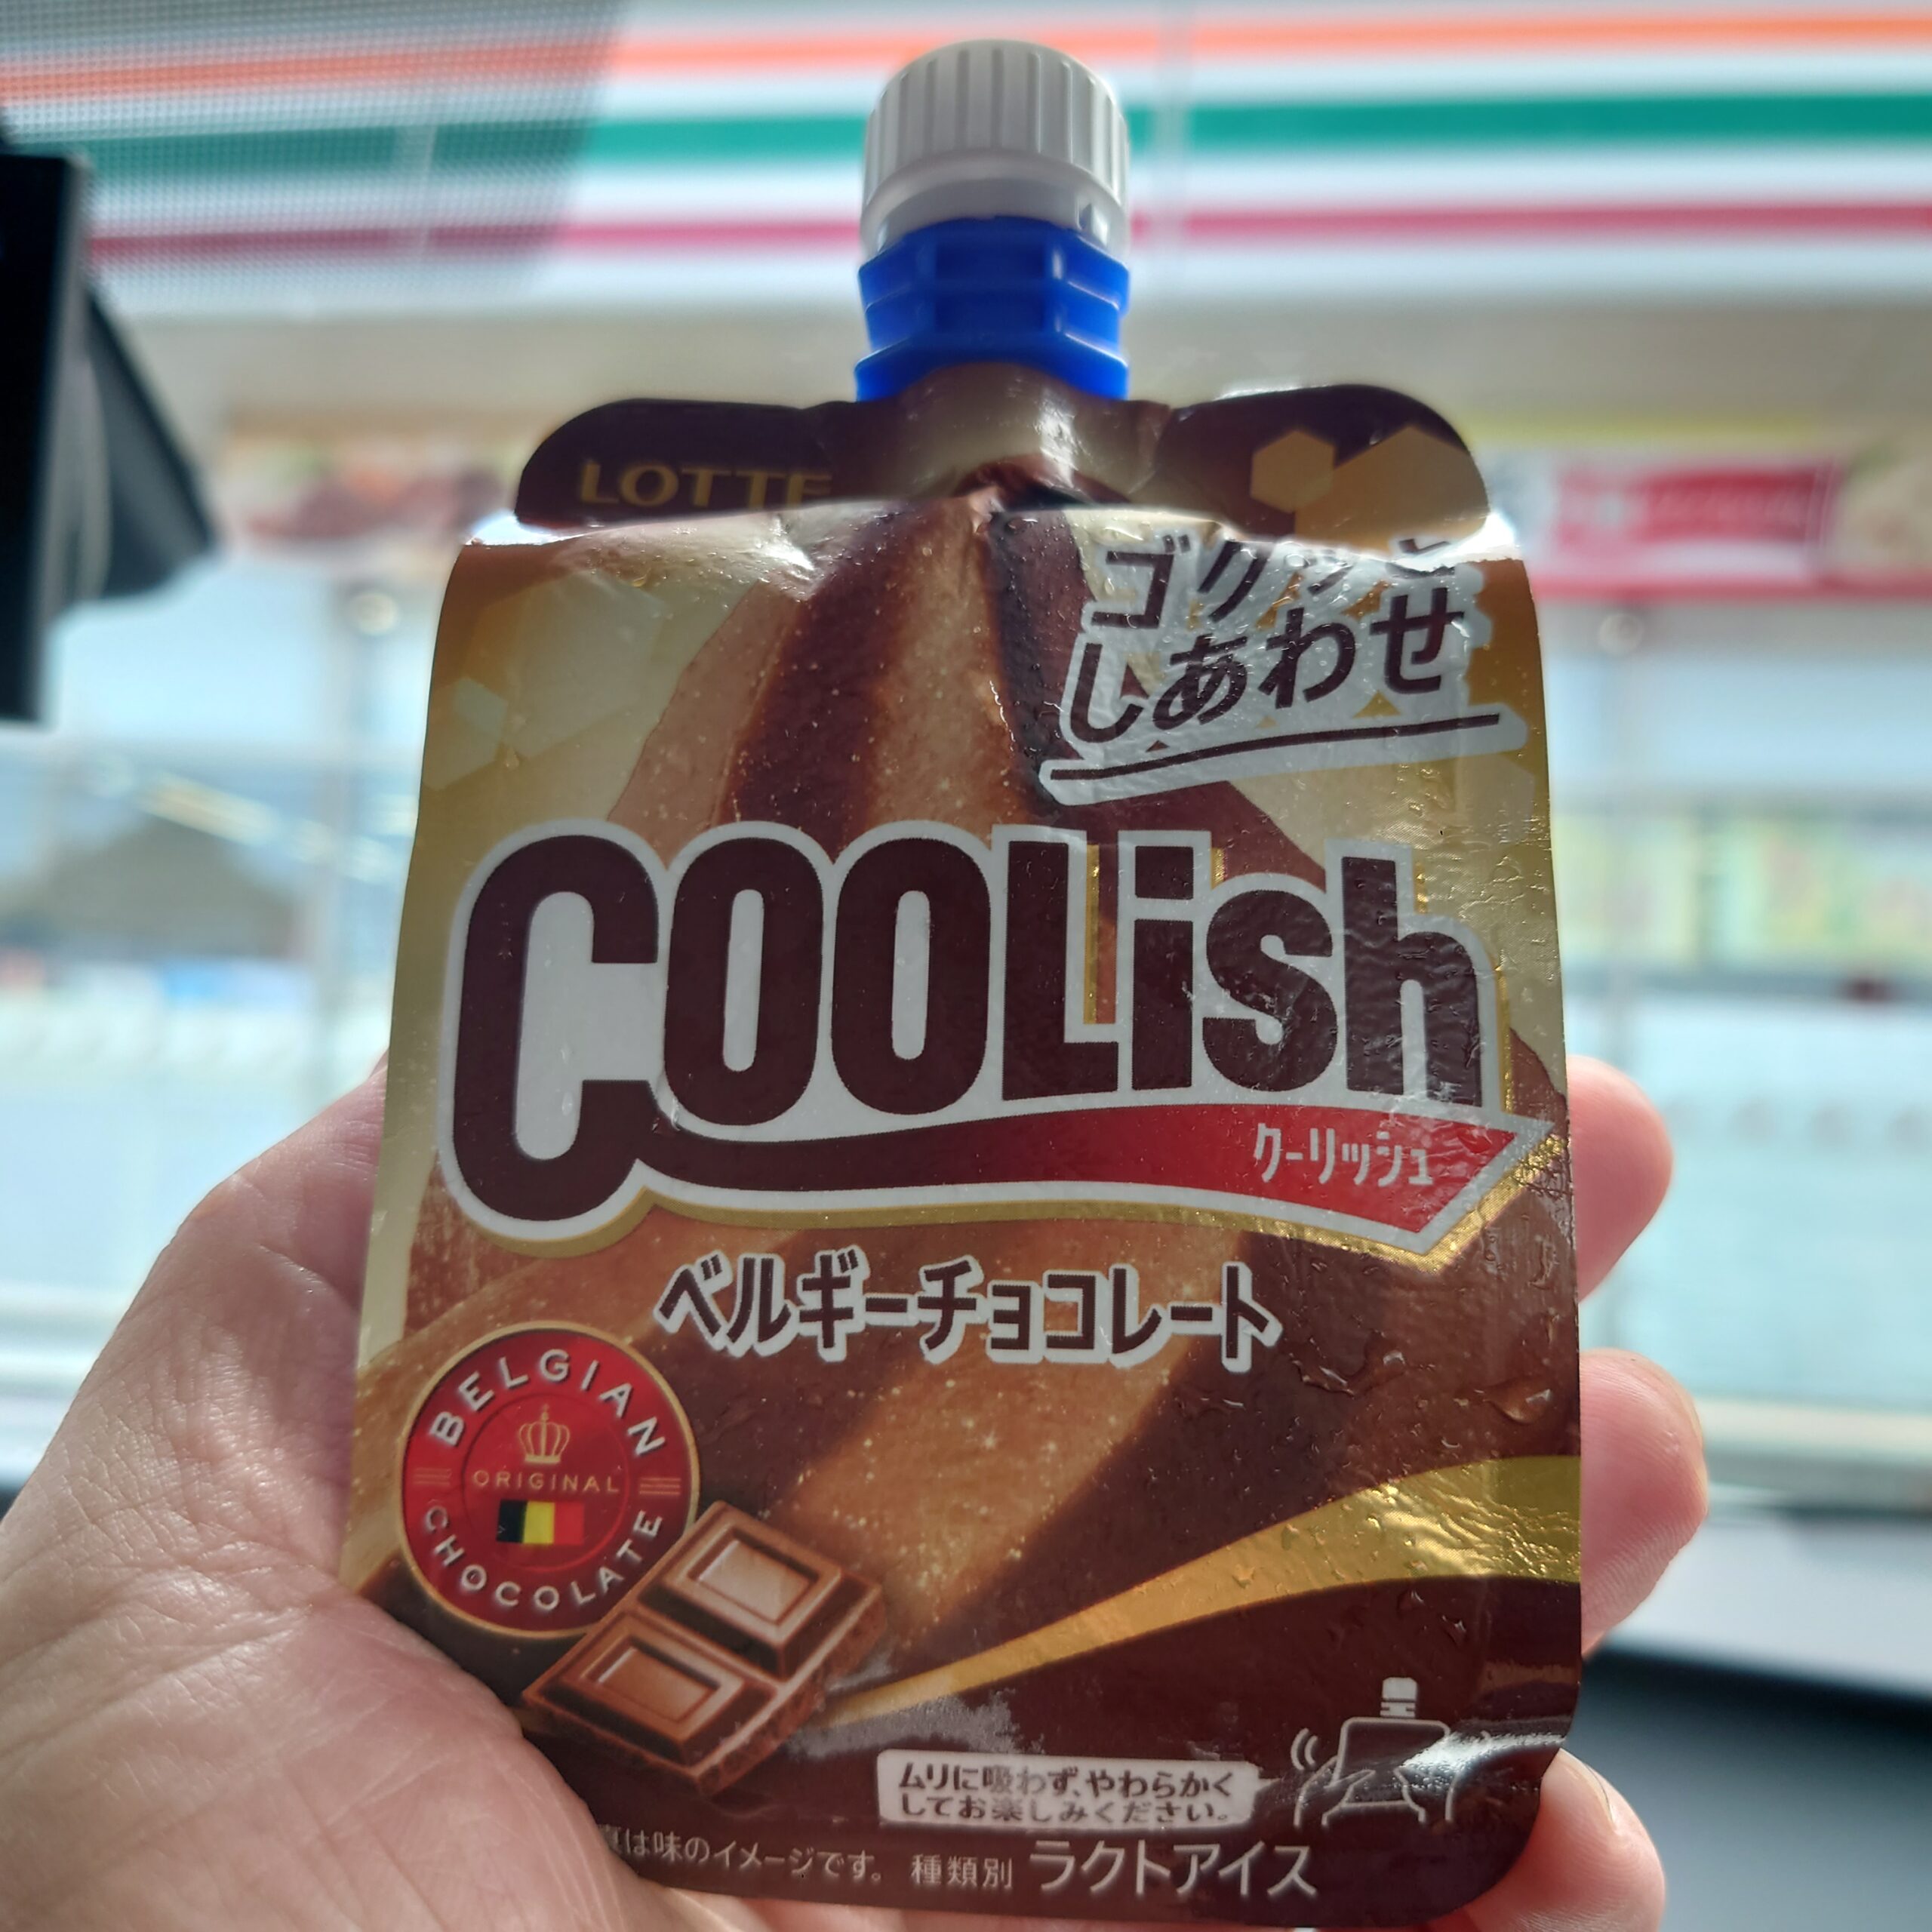 LOTTE
ゴクッと
しあわせ
COOLish
クーリッシュ
ベルギーチョコレート
BELGIAN
ORIGINAL
CHOCOLATE
ムリに吸わず、やわらかく
してお楽しみください。
真は味のイメージです。 種類別 ラクトアイス